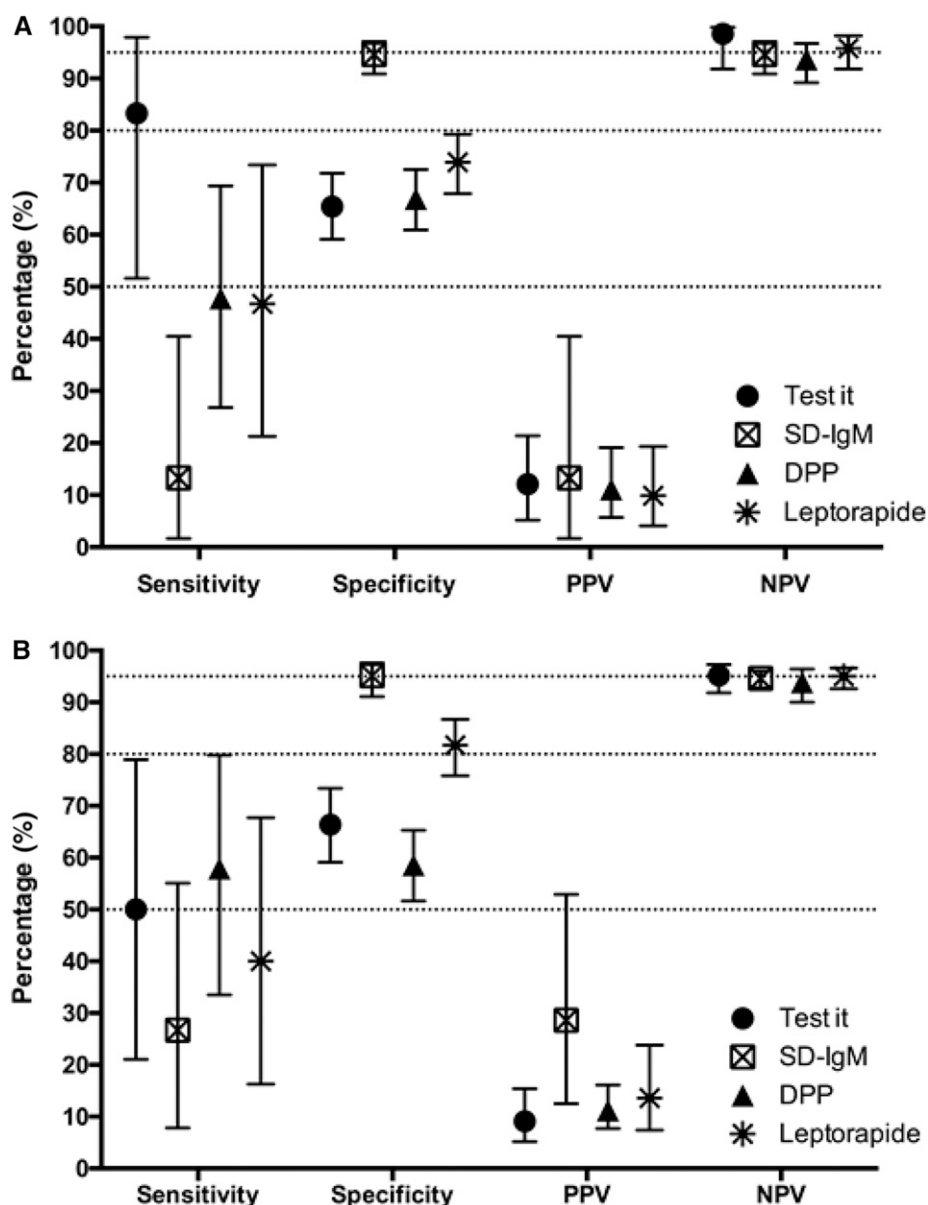 A
100
90
80
70
60
50
40
30
20
10
0
Percentage (%)
Test it
SD-IgM
DPP
Leptorapide
Sensitivity Specificity PPV NPV
B
100
90
80
70
60
50
40
30
20
10
0
Percentage (%)
Test it
SD-IgM
DPP
Leptorapide
Sensitivity Specificity PPV NPV